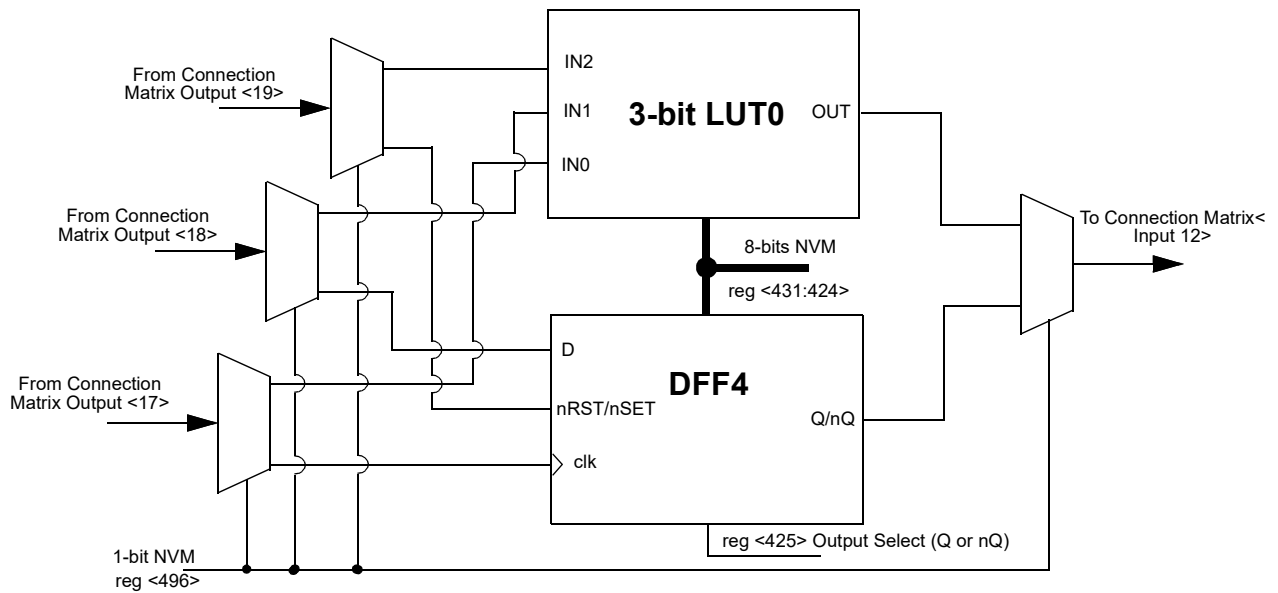 From Connection
Matrix Output <19>
IN2
IN1
3-bit LUT0
OUT
IN0
From Connection
Matrix Output <18>
To Connection Matrix<
Input 12>
8-bits NVM
reg <431:424>
D
DFF4
From Connection
Matrix Output <17>
nRST/nSET
Q/nQ
clk
reg <425> Output Select (Q or nQ)
1-bit NVM
reg <496>